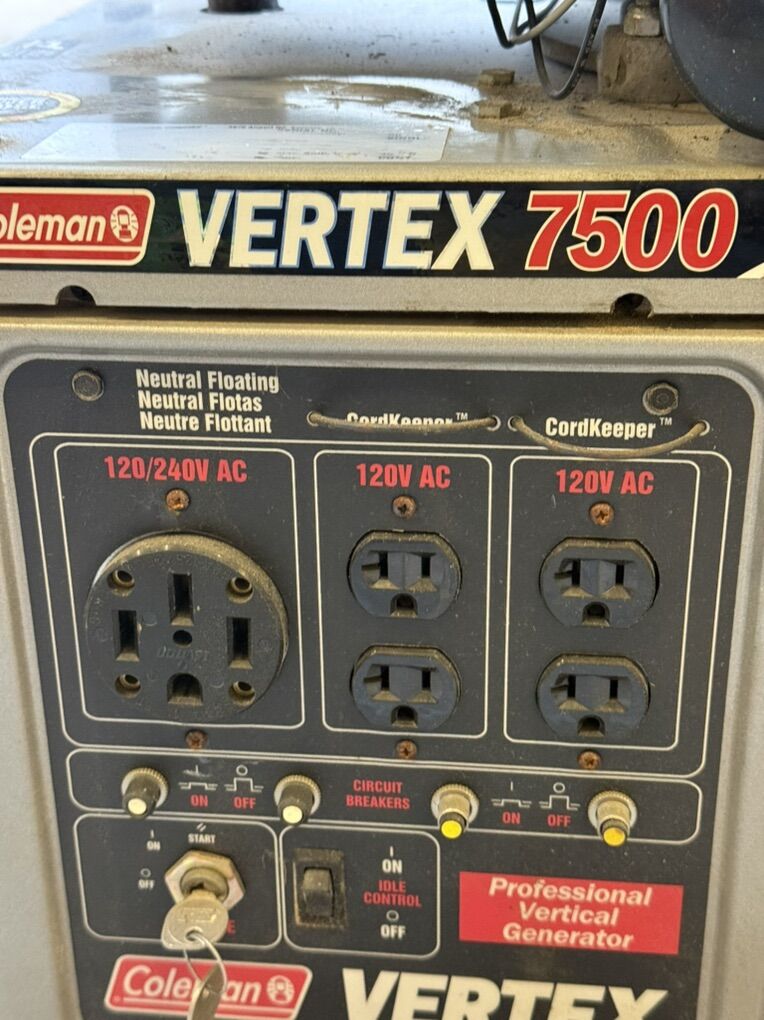 Coleman VERTEX 7500
Neutral Floating
Neutral Flotas
Neutre Flottant
CordKeeper™
CordKeeper™
120/240V AC
120V AC
120V AC
I
ON
O
OFF
CIRCUIT
BREAKERS
I
ON
O
OFF
I
ON
START
O
OFF
I
ON
IDLE
CONTROL
O
OFF
Professional
Vertical
Generator
Coleman
VERTEX